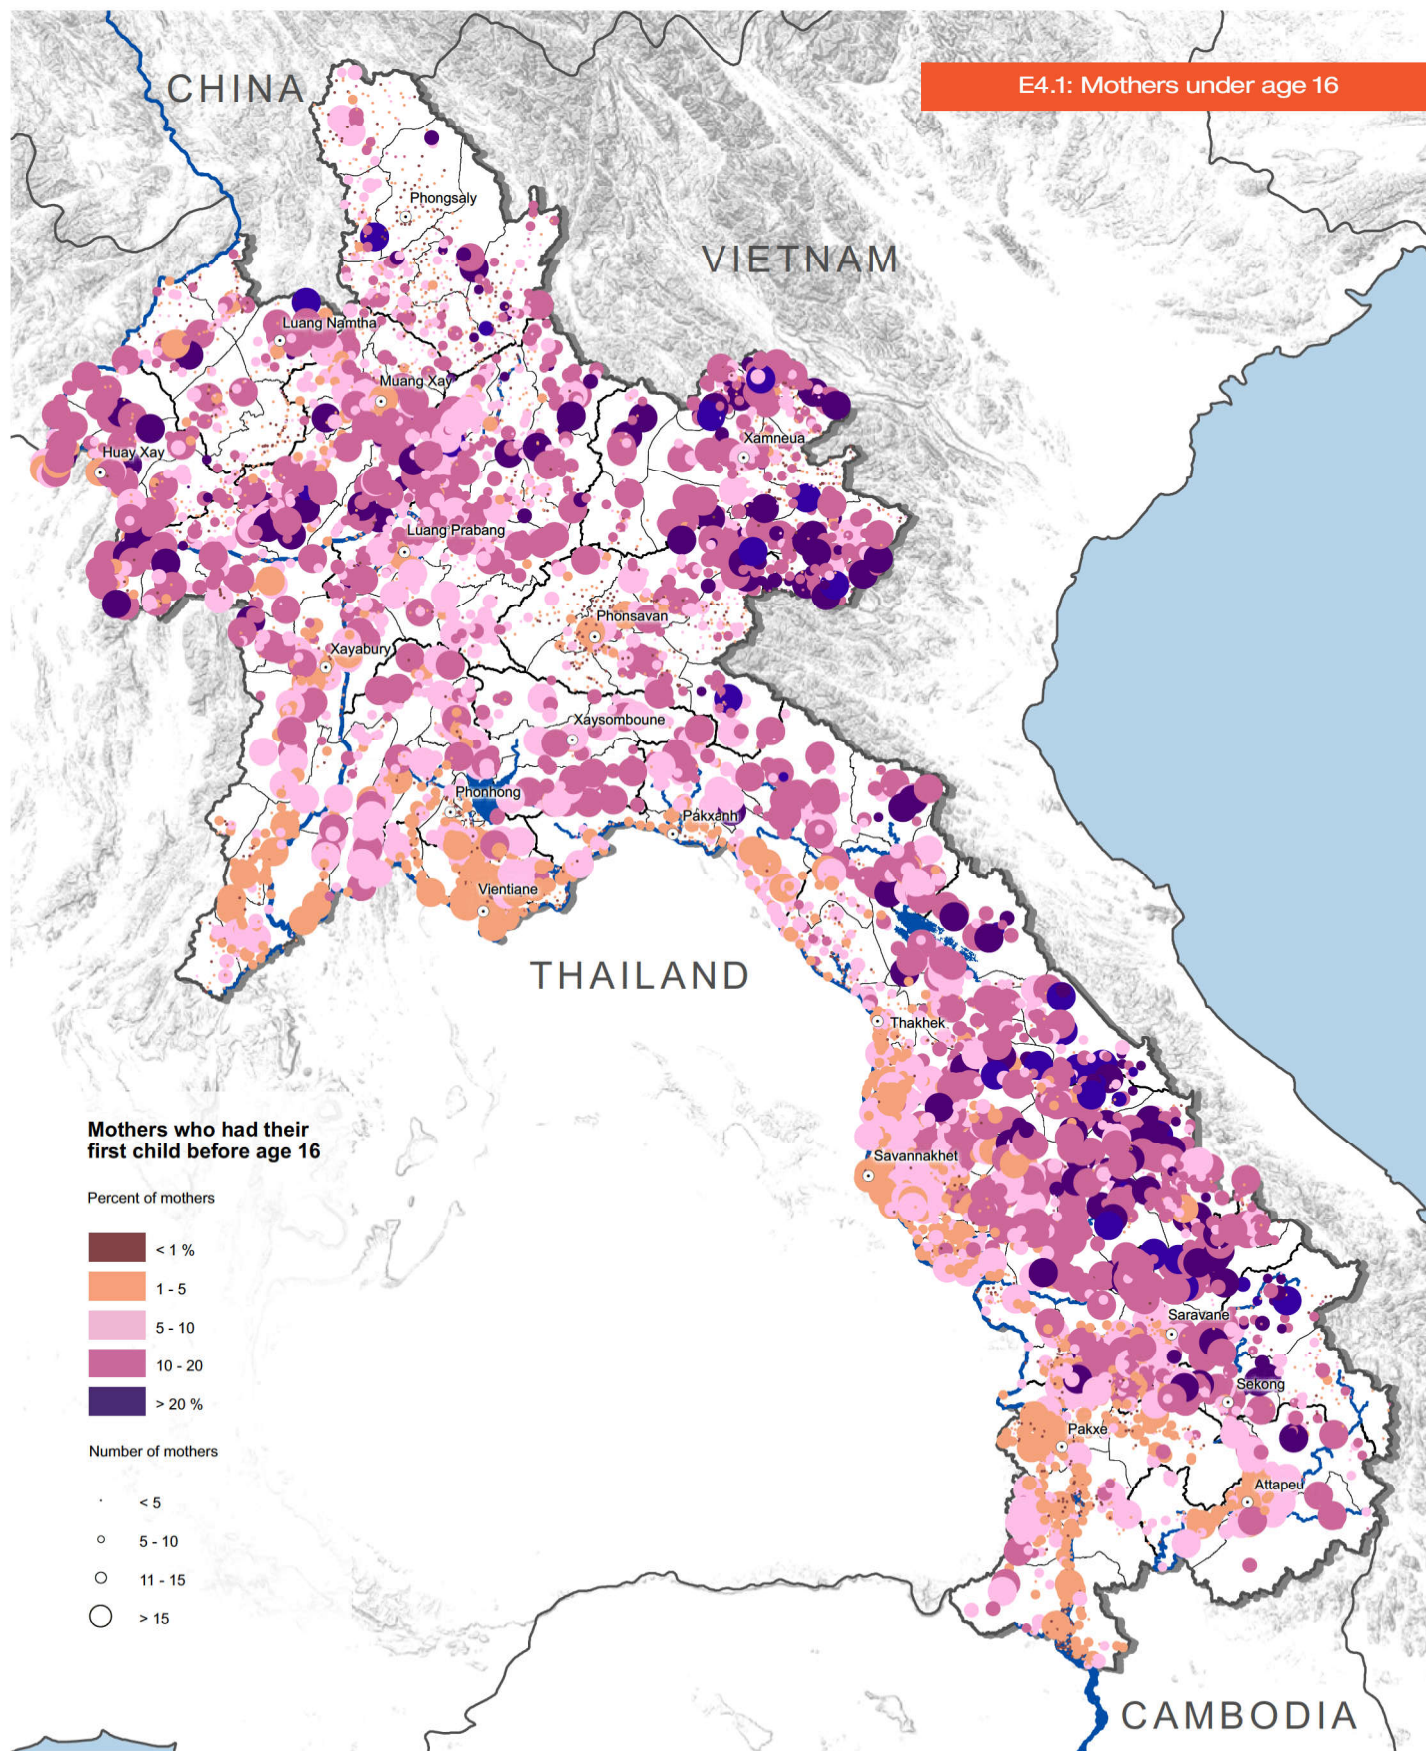 E4.1: Mothers under age 16
CHINA
VIETNAM
Phongsaly
Luang Namtha
Muang Xay
Xamneua
Huay Xay
Luang Prabang
Phonsavan
Xayabury
Xaysomboune
Phonhong
Pakxanh
Vientiane
THAILAND
Thakhek
Savannakhet
Saravane
Sekong
Pakxe
Attapeu
CAMBODIA
Mothers who had their
first child before age 16
Percent of mothers
< 1 %
1 - 5
5 - 10
10 - 20
> 20 %
Number of mothers
< 5
5 - 10
11 - 15
> 15